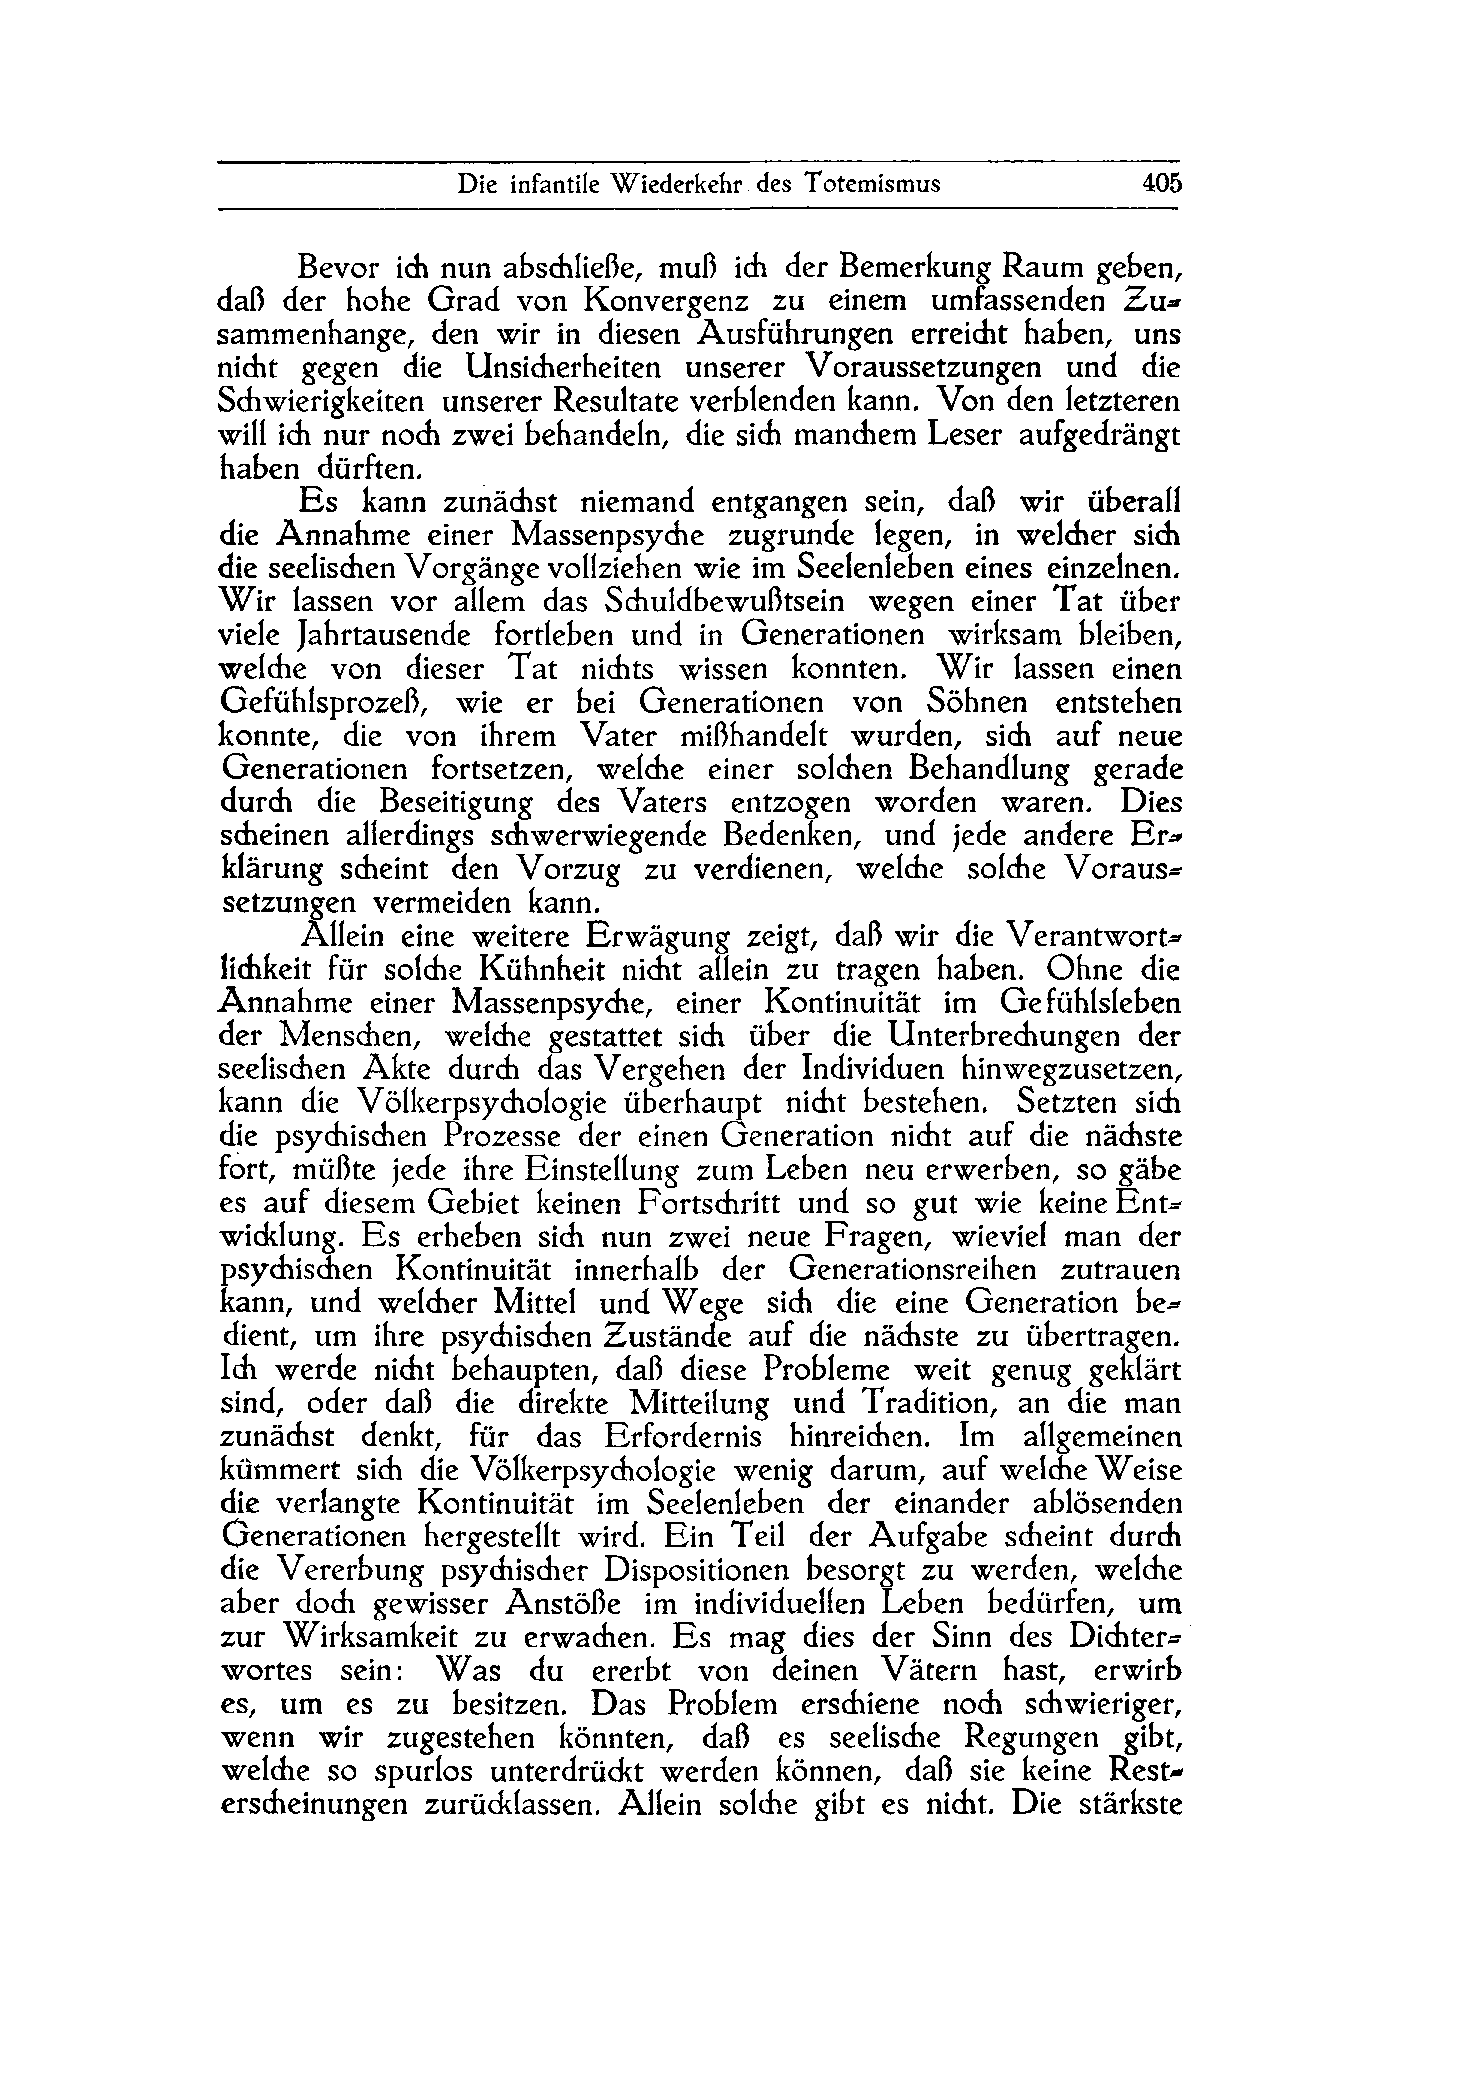 Die infantile Wiederkehr des Totemismus 405
Bevor ich nun abschließe, muß ich der Bemerkung Raum geben,
daß der hohe Grad von Konvergenz zu einem umfassenden Zu-
sammenhange, den wir in diesen Ausführungen erreicht haben, uns
nicht gegen die Unsicherheiten unserer Voraussetzungen und die
Schwierigkeiten unserer Resultate verblenden kann. Von den letzteren
will ich nur noch zwei behandeln, die sich manchem Leser aufgedrängt
haben dürften.
Es kann zunächst niemand entgangen sein, daß wir überall
die Annahme einer Massenpsyche zugrunde legen, in welcher sich
die seelischen Vorgänge vollziehen wie im Seelenleben eines einzelnen.
Wir lassen vor allem das Schuldbewußtsein wegen einer Tat über
viele Jahrtausende fortleben und in Generationen wirksam bleiben,
welche von dieser Tat nichts wissen konnten. Wir lassen einen
Gefühlsprozeß, wie er bei Generationen von Söhnen entstehen
konnte, die von ihrem Vater mißhandelt wurden, sich auf neue
Generationen fortsetzen, welche einer solchen Behandlung gerade
durch die Beseitigung des Vaters entzogen worden waren. Dies
scheinen allerdings schwerwiegende Bedenken, und jede andere Er-
klärung scheint den Vorzug zu verdienen, welche solche Voraus-
setzungen vermeiden kann.
Allein eine weitere Erwägung zeigt, daß wir die Verantwort-
lichkeit für solche Kühnheit nicht allein zu tragen haben. Ohne die
Annahme einer Massenpsyche, einer Kontinuität im Gefühlsleben
der Menschen, welche gestattet sich über die Unterbrechungen der
seelischen Akte durch das Vergehen der Individuen hinwegzusetzen,
kann die Völkerpsychologie überhaupt nicht bestehen. Setzten sich
die psychischen Prozesse der einen Generation nicht auf die nächste
fort, müßte jede ihre Einstellung zum Leben neu erwerben, so gäbe
es auf diesem Gebiet keinen Fortschritt und so gut wie keine Ent-
wicklung. Es erheben sich nun zwei neue Fragen, wieviel man der
psychischen Kontinuität innerhalb der Generationsreihen zutrauen
kann, und welcher Mittel und Wege sich die eine Generation be-
dient, um ihre psychischen Zustände auf die nächste zu übertragen.
Ich werde nicht behaupten, daß diese Probleme weit genug geklärt
sind, oder daß die direkte Mitteilung und Tradition, an die man
zunächst denkt, für das Erfordernis hinreichen. Im allgemeinen
kümmert sich die Völkerpsychologie wenig darum, auf welche Weise
die verlangte Kontinuität im Seelenleben der einander ablösenden
Generationen hergestellt wird. Ein Teil der Aufgabe scheint durch
die Vererbung psychischer Dispositionen besorgt zu werden, welche
aber doch gewisser Anstöße im individuellen Leben bedürfen, um
zur Wirksamkeit zu erwachen. Es mag dies der Sinn des Dichter-
wortes sein: Was du ererbt von deinen Vätern hast, erwirb
es, um es zu besitzen. Das Problem erschiene noch schwieriger,
wenn wir zugestehen könnten, daß es seelische Regungen gibt,
welche so spurlos unterdrückt werden können, daß sie keine Rest-
erscheinungen zurücklassen. Allein solche gibt es nicht. Die stärkste